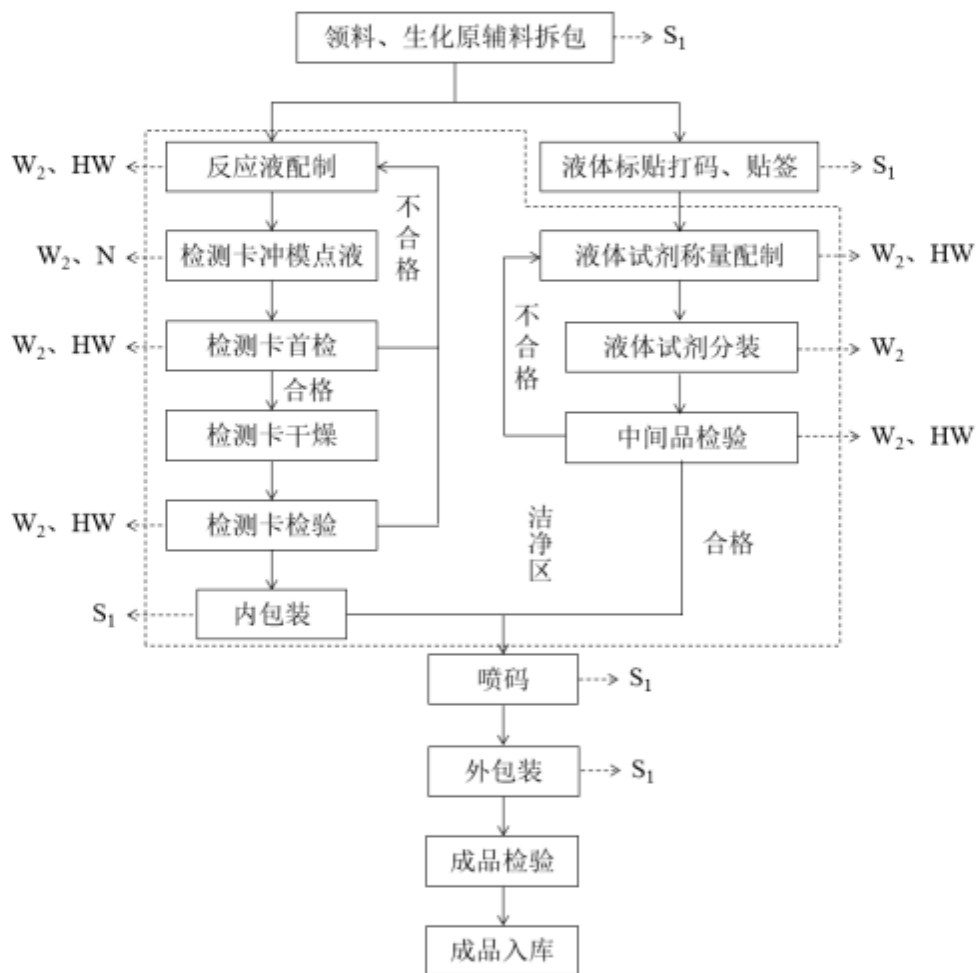 领料、生化原辅料拆包
S₁
W₂、HW
反应液配制
液体标贴打码、贴签
S₁
不合格
W₂、N
检测卡冲模点液
液体试剂称量配制
W₂、HW
W₂、HW
检测卡首检
不合格
液体试剂分装
W₂
合格
检测卡干燥
中间品检验
W₂、HW
W₂、HW
检测卡检验
洁净区
合格
S₁
内包装
喷码
S₁
外包装
S₁
成品检验
成品入库